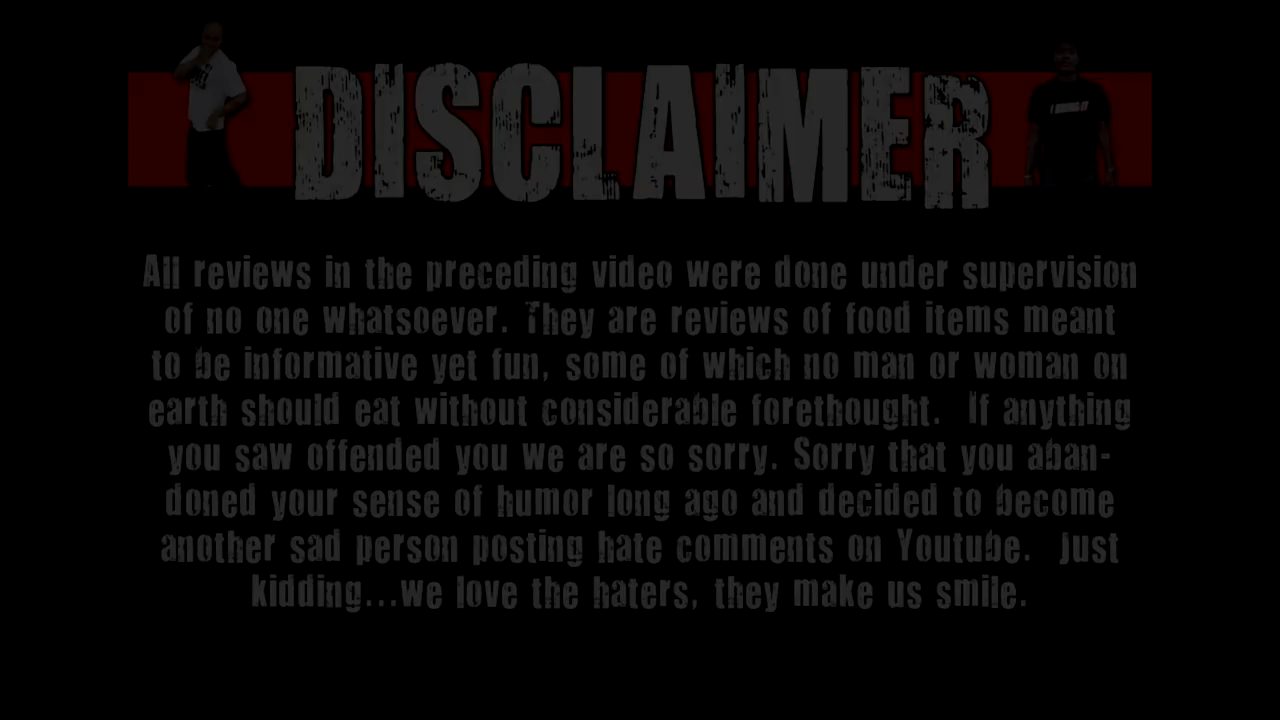 DISCLAIMER
All reviews in the preceding video were done under supervision
of no one whatsoever. They are reviews of food items meant
to be informative yet fun, some of which no man or woman on
earth should eat without considerable forethought. If anything
you saw offended you we are so sorry. Sorry that you aban-
doned your sense of humor long ago and decided to become
another sad person posting hate comments on Youtube. Just
kidding...we love the haters, they make us smile.